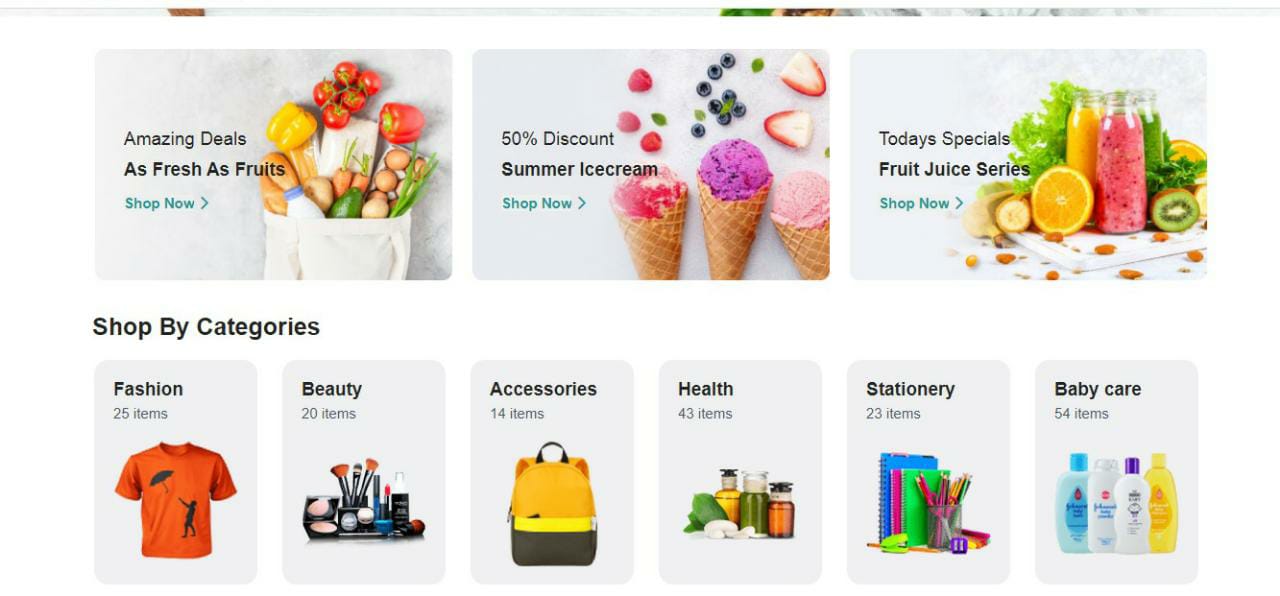 Amazing Deals
As Fresh As Fruits
Shop Now
50% Discount
Summer Icecream
Shop Now
Todays Specials
Fruit Juice Series
Shop Now
Shop By Categories
Fashion
25 items
Beauty
20 items
Accessories
14 items
Health
43 items
Stationery
23 items
Baby care
54 items